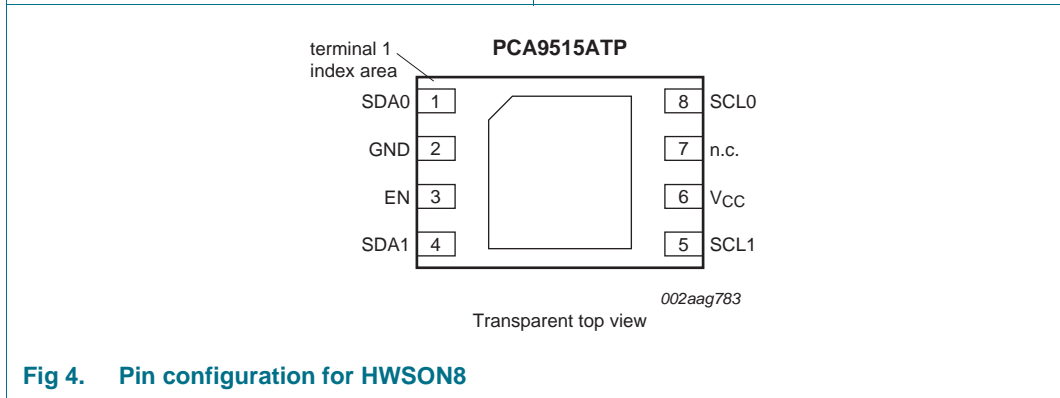 PCA9515ATP
terminal 1
index area
SDA0 1 8 SCL0
GND 2 7 n.c.
EN 3 6 VCC
SDA1 4 5 SCL1
002aag783
Transparent top view
Fig 4. Pin configuration for HWSON8